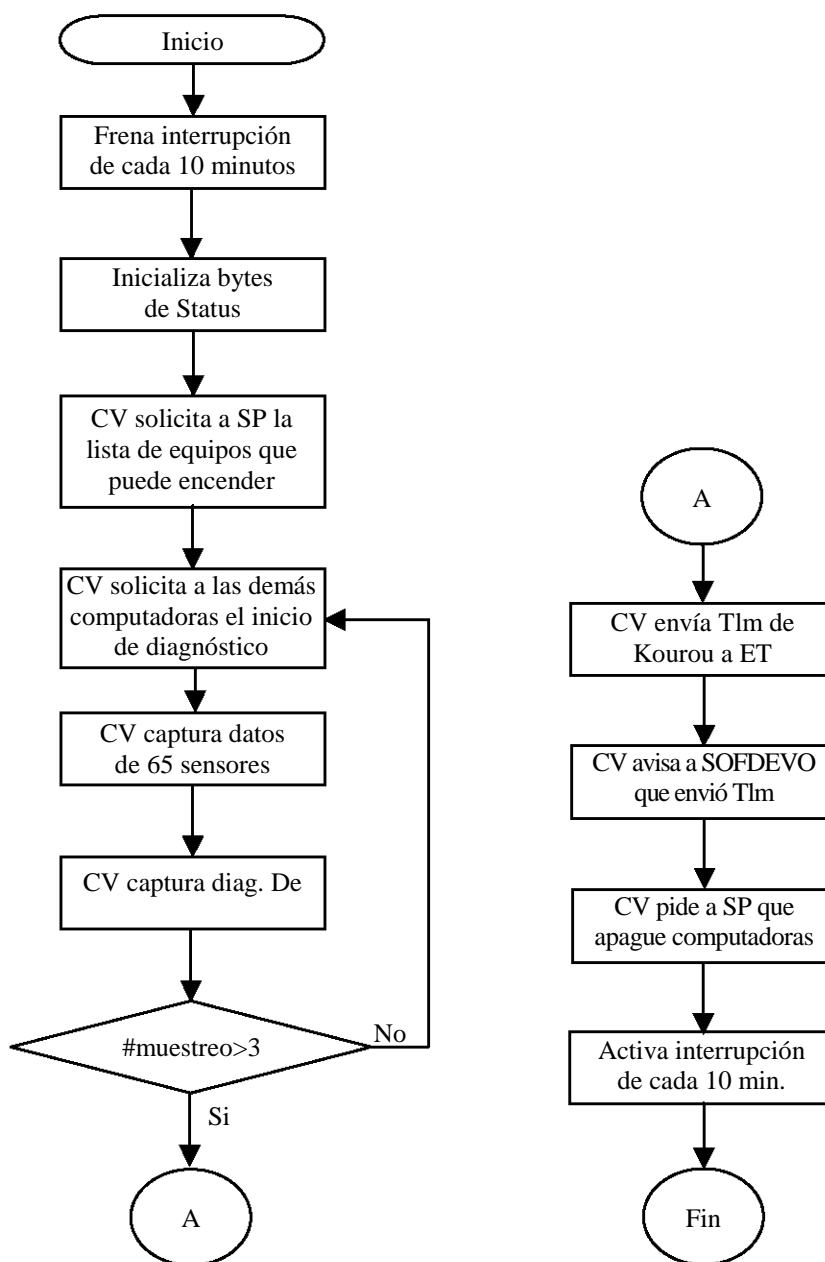 Inicio
Frena interrupción
de cada 10 minutos
Inicializa bytes
de Status
CV solicita a SP la
lista de equipos que
puede encender
CV solicita a las demás
computadoras el inicio
de diagnóstico
CV captura datos
de 65 sensores
CV captura diag. De
#muestreo>3
No
Si
A
A
CV envía Tlm de
Kourou a ET
CV avisa a SOFDEVO
que envió Tlm
CV pide a SP que
apague computadoras
Activa interrupción
de cada 10 min.
Fin